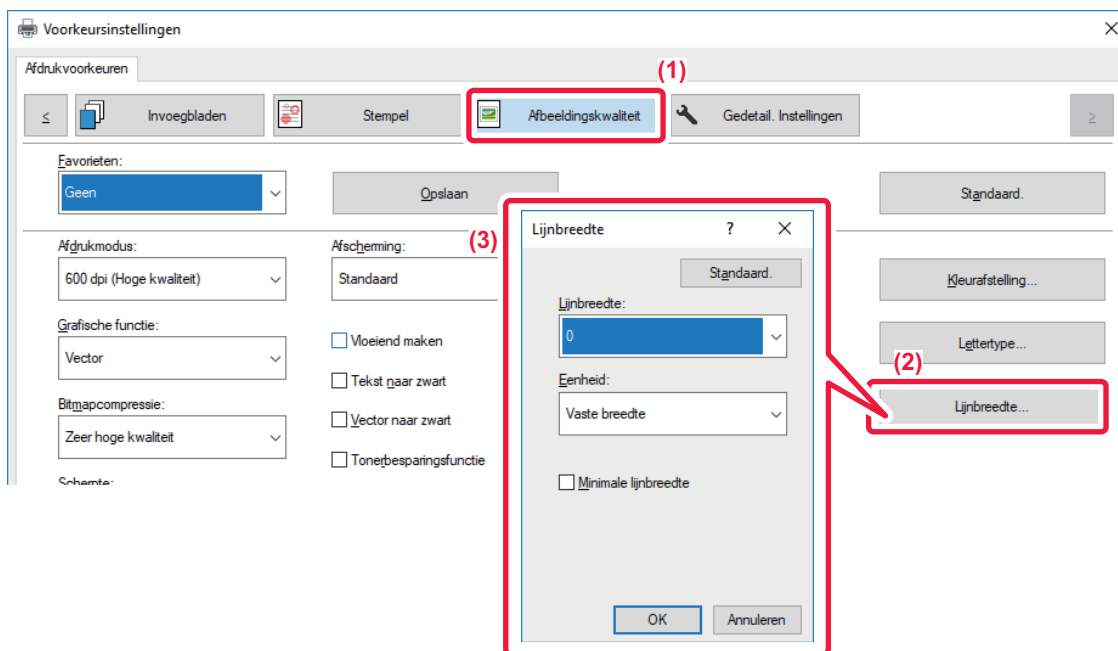 Voorkeursinstellingen
Afdrukvoorkeuren
(1)
<
Invoegbladen
Stempel
Afbeeldingskwaliteit
Gedetail. Instellingen
>
Favorieten:
Geen
Opslaan
Standaard.
Afdrukmodus:
600 dpi (Hoge kwaliteit)
Afscherming:
Standaard
(3)
Lijnbreedte
?
Standaard.
Lijnbreedte:
0
Eenheid:
Vaste breedte
Minimale lijnbreedte
OK
Annuleren
Kleurafstelling...
Grafische functie:
Vector
Vloeiend maken
Tekst naar zwart
Vector naar zwart
Tonerbesparingsfunctie
Lettertype...
(2)
Lijnbreedte...
Bitmapcompressie:
Zeer hoge kwaliteit
Scherpte: